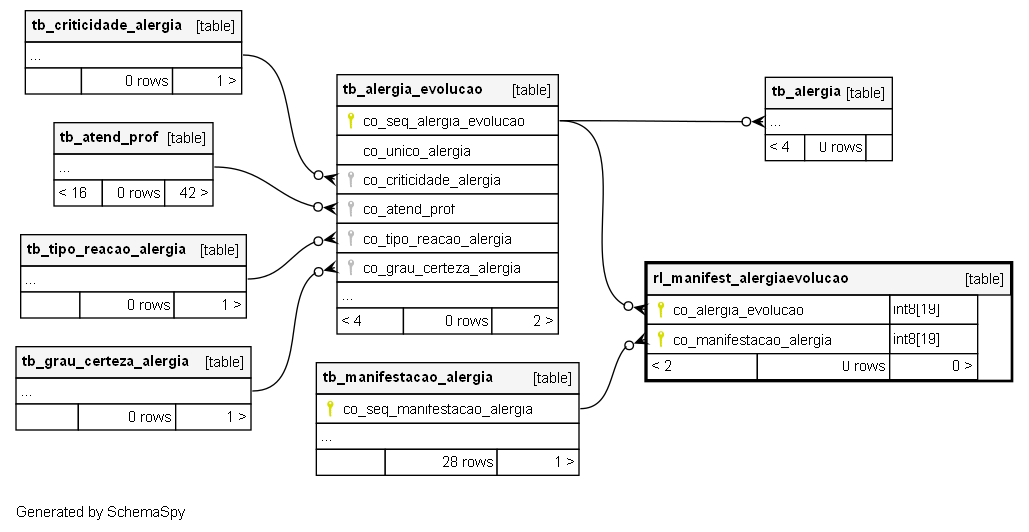 tb_criticidade_alergia [table]
...
0 rows 1 >
tb_atend_prof [table]
...
< 16 0 rows 42 >
tb_tipo_reacao_alergia [table]
...
0 rows 1 >
tb_grau_certeza_alergia [table]
...
0 rows 1 >
tb_alergia_evolucao [table]
co_seq_alergia_evolucao
co_unico_alergia
co_criticidade_alergia
co_atend_prof
co_tipo_reacao_alergia
co_grau_certeza_alergia
...
< 4 0 rows 2 >
tb_manifestacao_alergia [table]
co_seq_manifestacao_alergia
...
28 rows 1 >
tb_alergia [table]
...
< 4 0 rows
rl_manifest_alergiaevolucao [table]
co_alergia_evolucao int8[19]
co_manifestacao_alergia int8[19]
< 2 0 rows 0 >
Generated by SchemaSpy